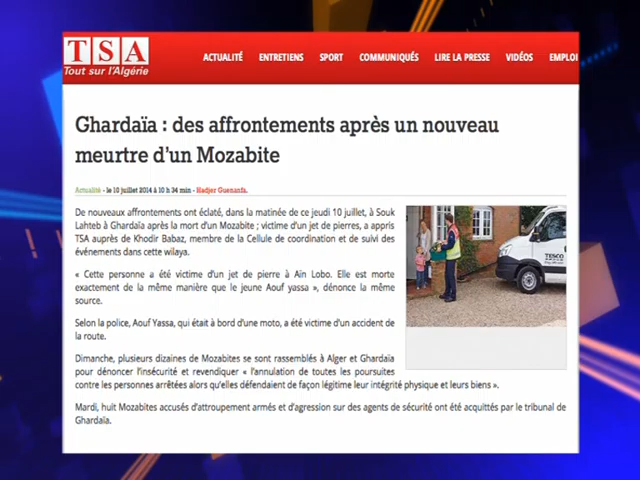 TSA
Tout sur l'Algérie
ACTUALITÉ ENTRETIENS SPORT COMMUNIQUÉS LIRE LA PRESSE VIDÉOS EMPLOI
Ghardaïa : des affrontements après un nouveau
meurtre d'un Mozabite
Actualité - le 10 juillet 2014 à 10 h 34 min - Hadjer Guenanfa.
De nouveaux affrontements ont éclaté, dans la matinée de ce jeudi 10 juillet, à Souk
Lahteb à Ghardaïa après la mort d'un Mozabite ; victime d'un jet de pierres, a appris
TSA auprès de Khodir Babaz, membre de la Cellule de coordination et de suivi des
événements dans cette wilaya.
« Cette personne a été victime d'un jet de pierre à Ain Lobo. Elle est morte
exactement de la même manière que le jeune Aouf yassa », dénonce la même
source.
Selon la police, Aouf Yassa, qui était à bord d'une moto, a été victime d'un accident de
la route.
Dimanche, plusieurs dizaines de Mozabites se sont rassemblés à Alger et Ghardaïa
pour dénoncer l'insécurité et revendiquer « l'annulation de toutes les poursuites
contre les personnes arrêtées alors qu'elles défendaient de façon légitime leur intégrité physique et leurs biens ».
Mardi, huit Mozabites accusés d'attroupement armés et d'agression sur des agents de sécurité ont été acquittés par le tribunal de
Ghardaïa.
TESCO